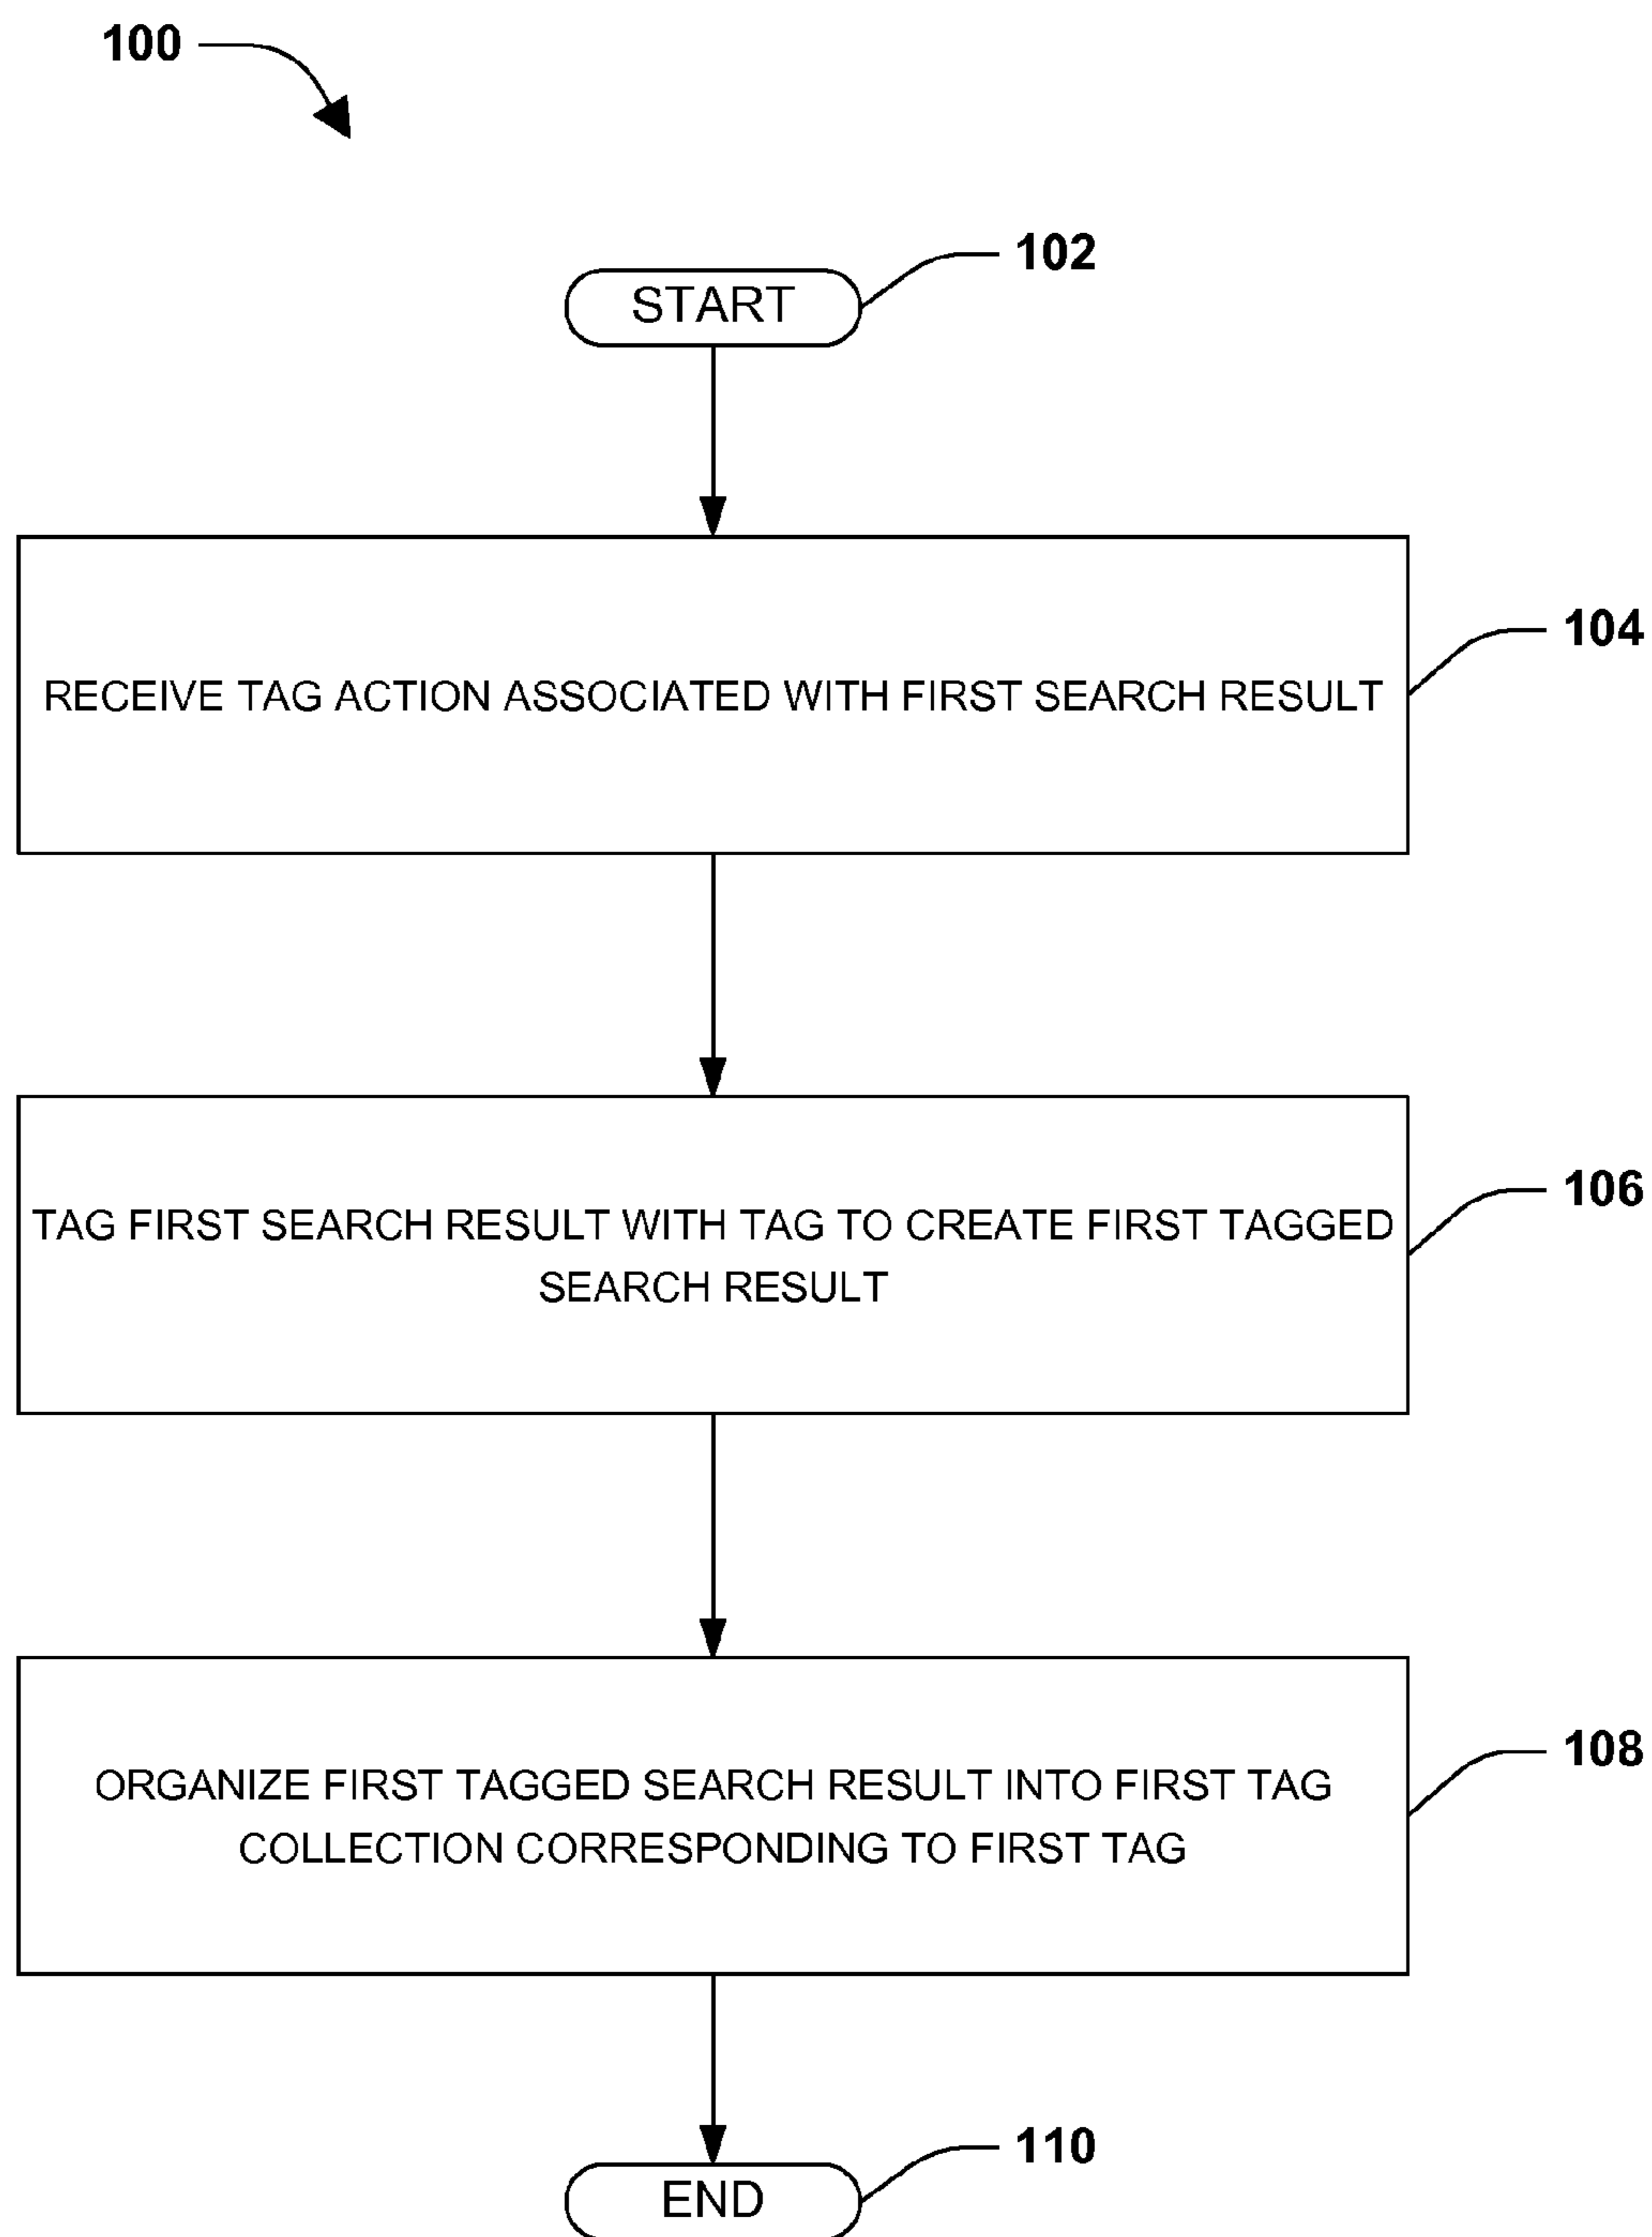 100
102
START
104
RECEIVE TAG ACTION ASSOCIATED WITH FIRST SEARCH RESULT
106
TAG FIRST SEARCH RESULT WITH TAG TO CREATE FIRST TAGGED
SEARCH RESULT
108
ORGANIZE FIRST TAGGED SEARCH RESULT INTO FIRST TAG
COLLECTION CORRESPONDING TO FIRST TAG
110
END